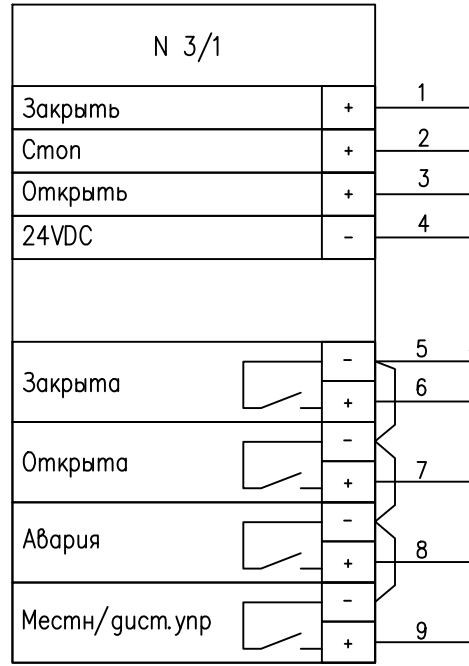 N 3/1
Закрыть + 1
Стоп + 2
Открыть + 3
24VDC - 4
- 5
Закрыта + 6
-
Открыта + 7
-
Авария + 8
-
Местн/дист.упр + 9